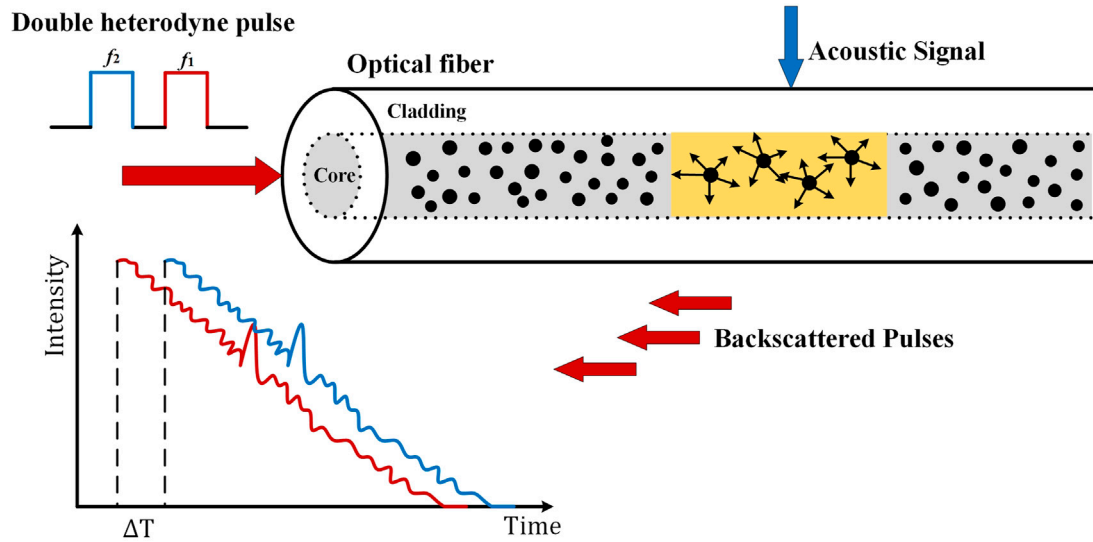 Double heterodyne pulse
f2 f1
Optical fiber
Acoustic Signal
Cladding
Core
Intensity
Backscattered Pulses
ΔT
Time